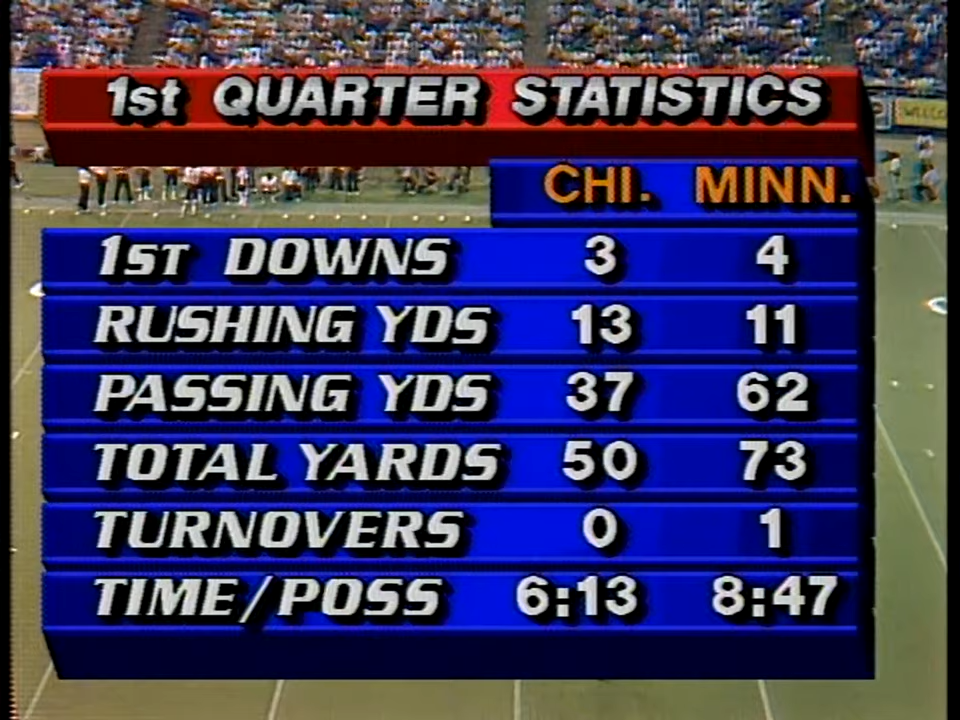 1st QUARTER STATISTICS
CHI. MINN.
1ST DOWNS 3 4
RUSHING YDS 13 11
PASSING YDS 37 62
TOTAL YARDS 50 73
TURNOVERS 0 1
TIME/POSS 6:13 8:47